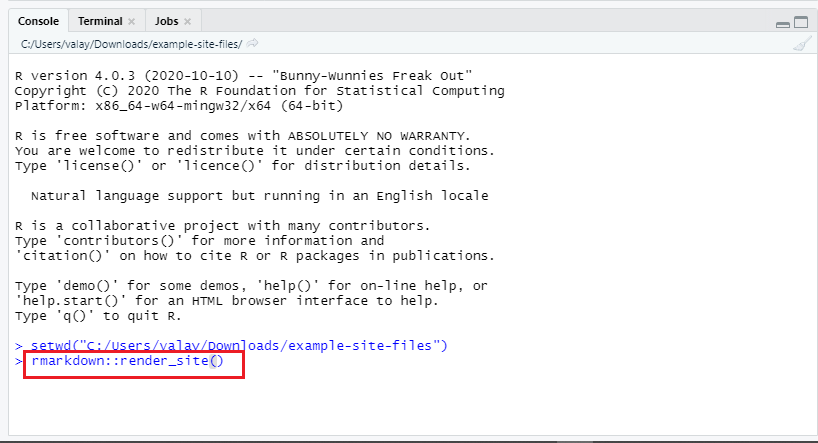 Console Terminal Jobs
C:/Users/valay/Downloads/example-site-files/
R version 4.0.3 (2020-10-10) -- "Bunny-Wunnies Freak Out"
Copyright (C) 2020 The R Foundation for Statistical Computing
Platform: x86_64-w64-mingw32/x64 (64-bit)
R is free software and comes with ABSOLUTELY NO WARRANTY.
You are welcome to redistribute it under certain conditions.
Type 'license()' or 'licence()' for distribution details.
Natural language support but running in an English locale
R is a collaborative project with many contributors.
Type 'contributors()' for more information and
'citation()' on how to cite R or R packages in publications.
Type 'demo()' for some demos, 'help()' for on-line help, or
'help.start()' for an HTML browser interface to help.
Type 'q()' to quit R.
> setwd("C:/Users/valay/Downloads/example-site-files")
> rmarkdown::render_site()